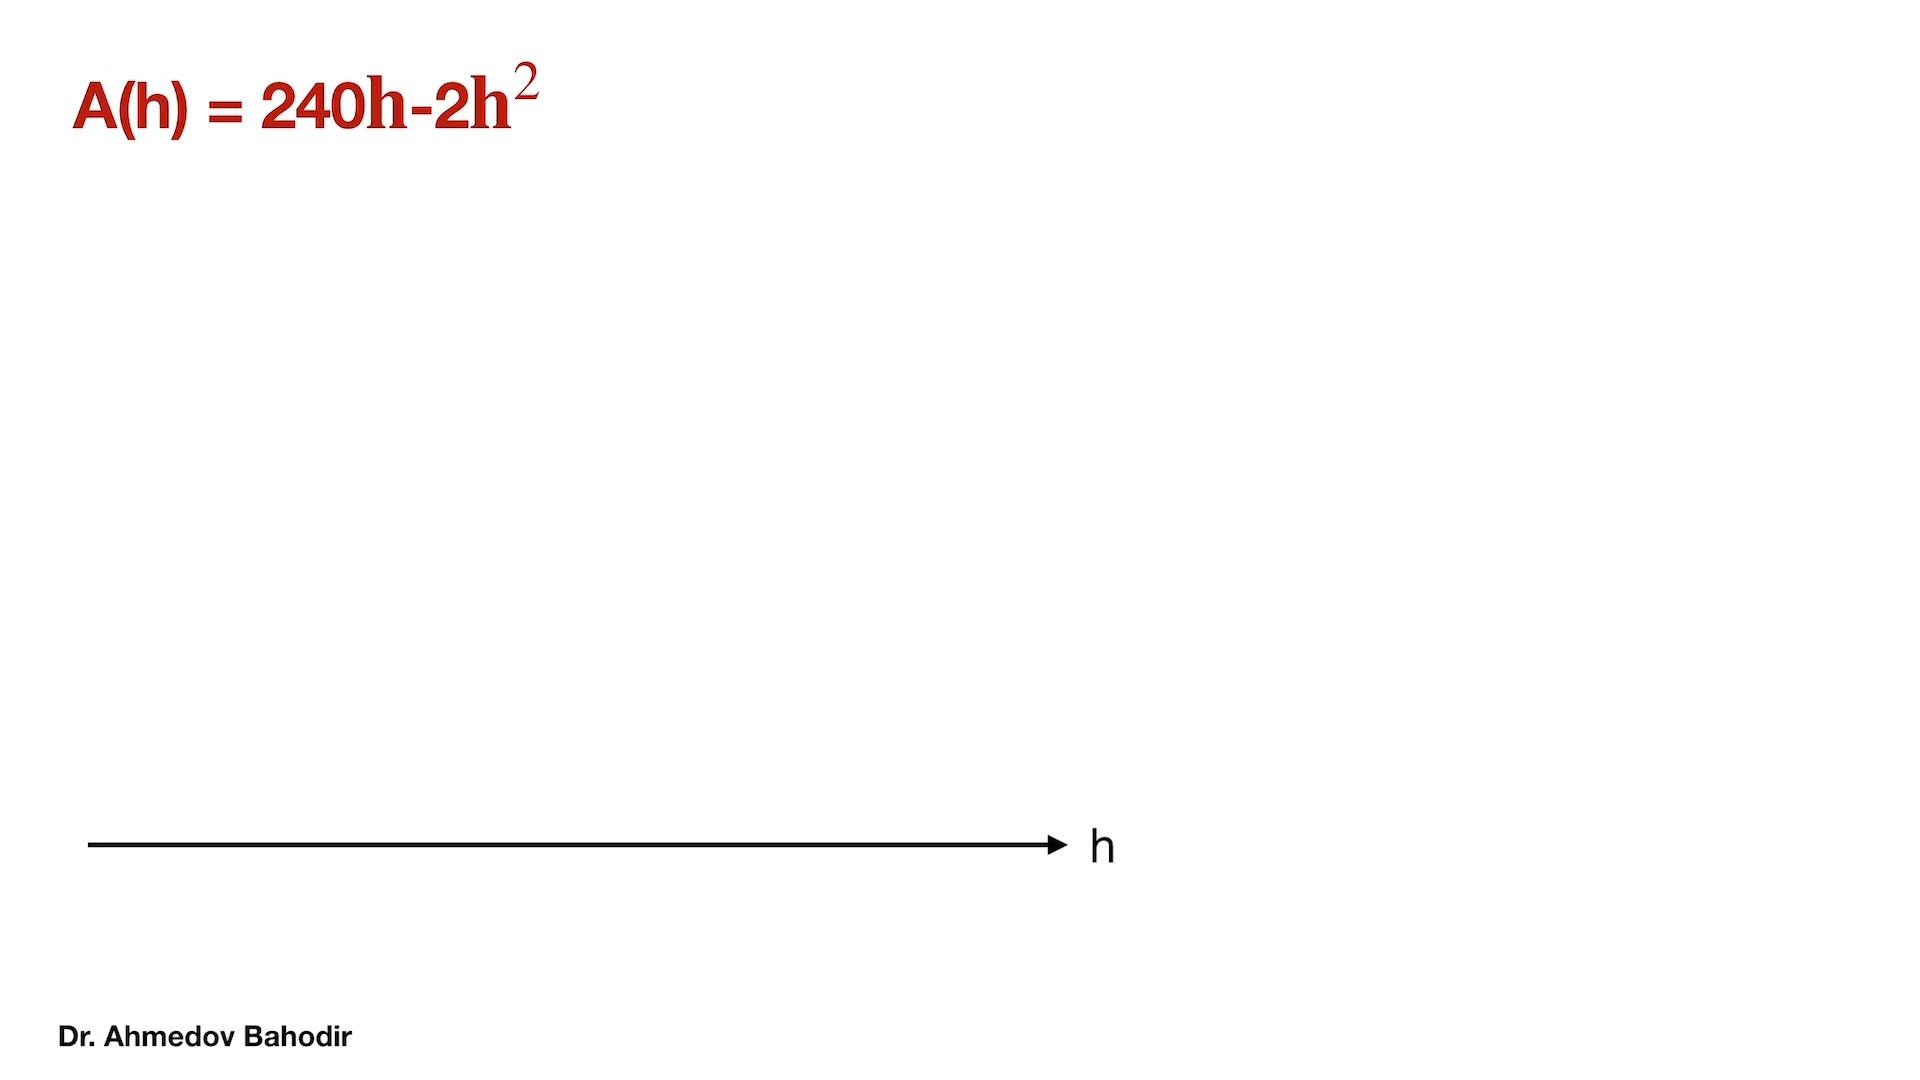 A(h) = 240h-2h²
h
Dr. Ahmedov Bahodir